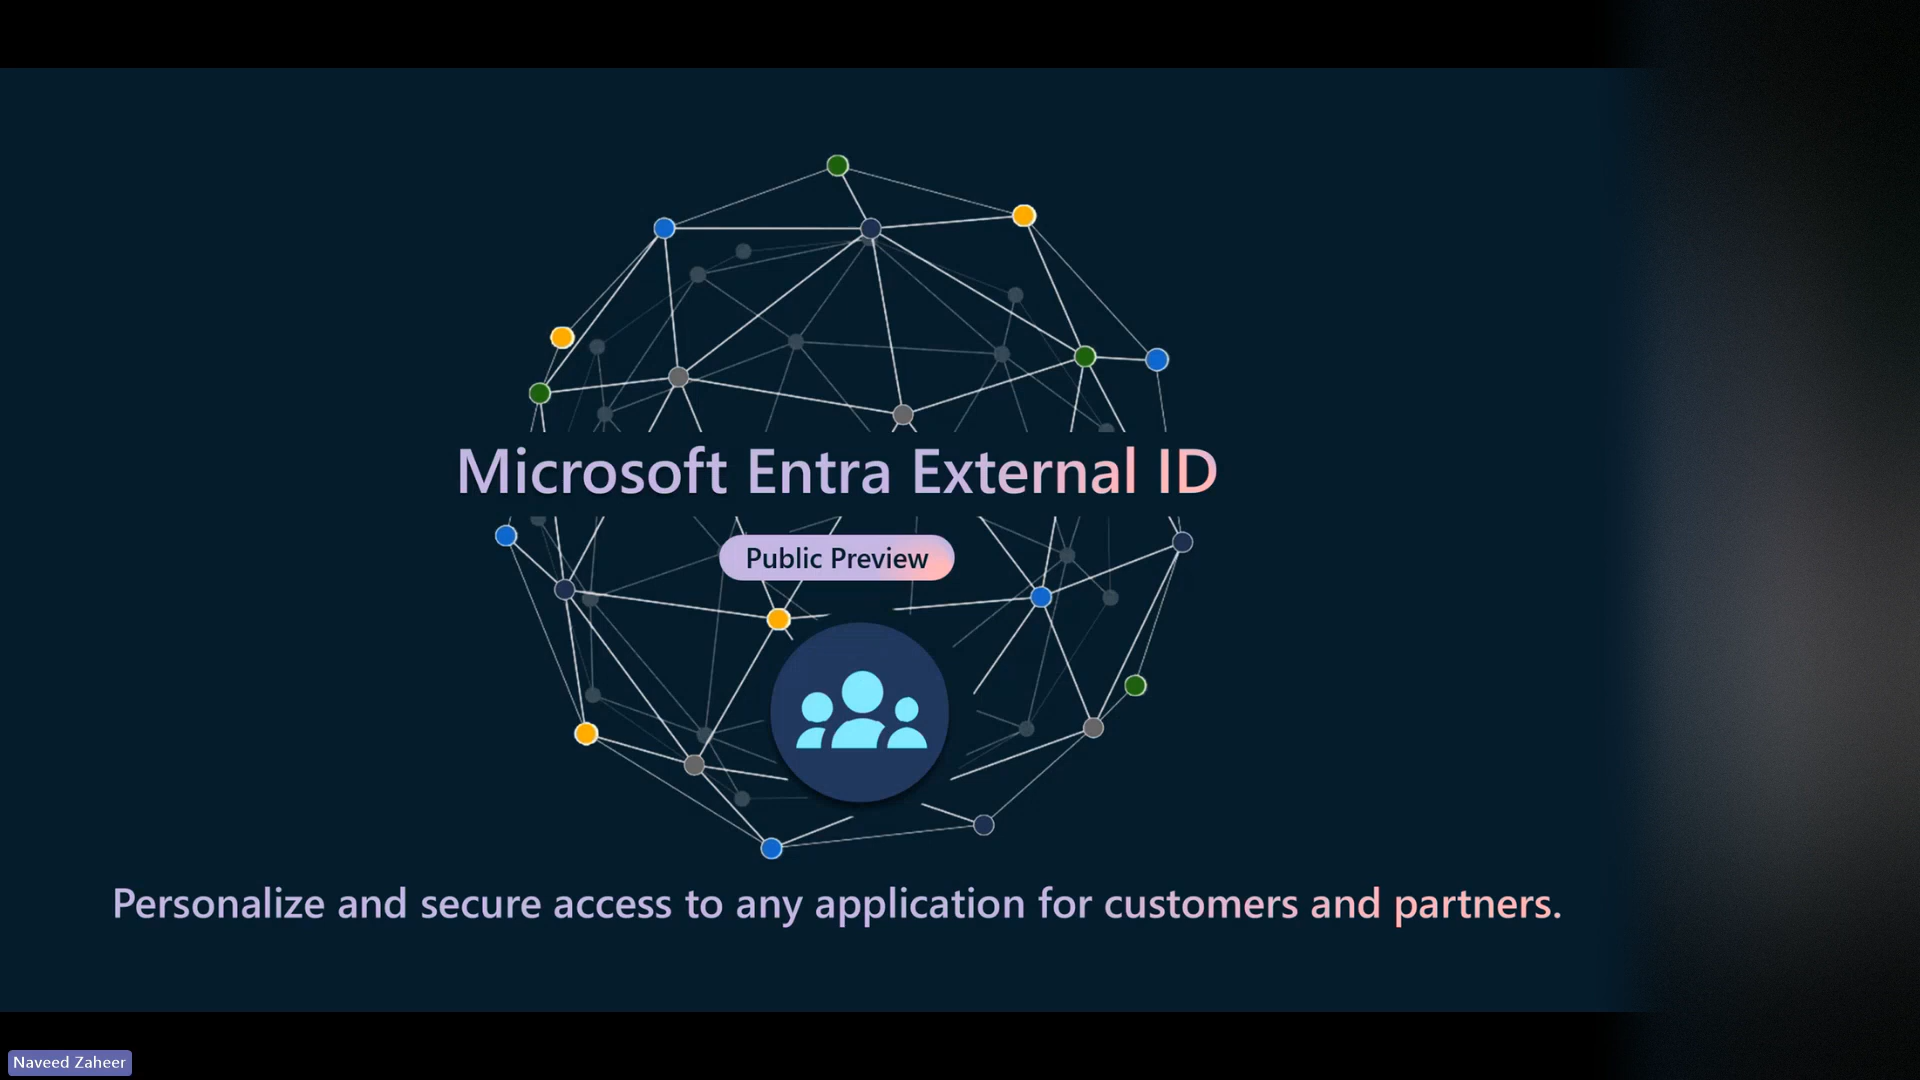 Microsoft Entra External ID
Public Preview
Personalize and secure access to any application for customers and partners.
Naveed Zaheer